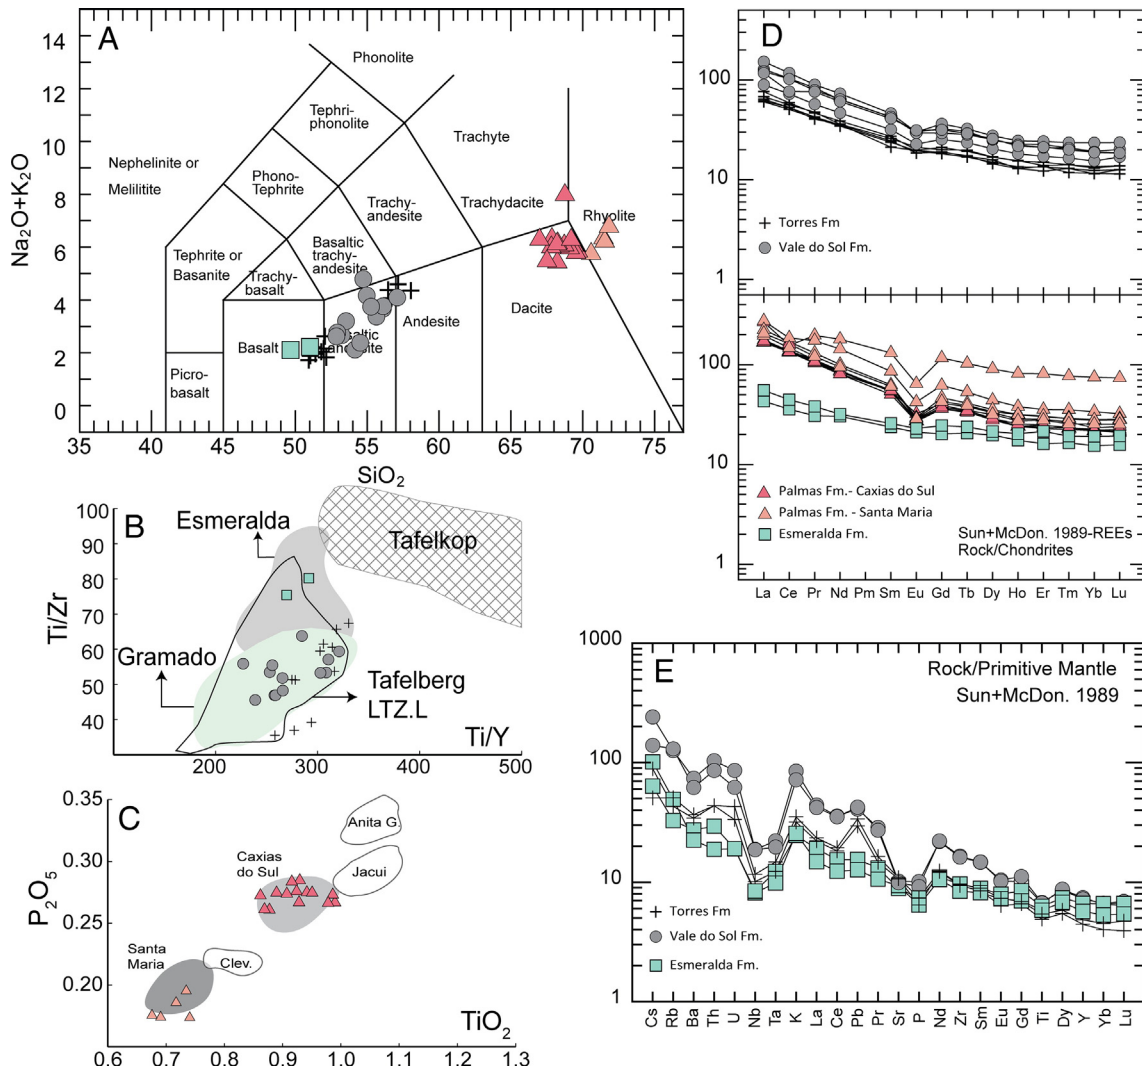 A
Na2O+K2O
14
12
10
8
6
4
2
0
Phonolite
Tephri-
phonolite
Trachyte
Nephelinite or
Melilitite
Phono-
Tephrite
Trachy-
andesite
Trachydacite
Rhyolite
Tephrite or
Basanite
Basaltic
trachy-
andesite
Trachy-
basalt
Basalt
Basaltic
andesite
Andesite
Dacite
Picro-
basalt
35 41 45 50 55 60 65 70 75
SiO2
B
Ti/Zr
100
90
80
70
60
50
40
Esmeralda
Tafelkop
Gramado
Tafelberg
LTZ.L
Ti/Y
200 300 400 500
C
P2O5
0.35
0.30
0.25
0.20
Anita G.
Caxias
do Sul
Jacui
Santa
Maria
Clev.
TiO2
0.6 0.7 0.8 0.9 1.0 1.1 1.2 1.3
D
100
10
1
Torres Fm
Vale do Sol Fm.
100
10
1
Palmas Fm.- Caxias do Sul
Palmas Fm. - Santa Maria
Esmeralda Fm.
Sun+McDon. 1989-REEs
Rock/Chondrites
La Ce Pr Nd Pm Sm Eu Gd Tb Dy Ho Er Tm Yb Lu
E
Rock/Primitive Mantle
Sun+McDon. 1989
1000
100
10
1
Torres Fm
Vale do Sol Fm.
Esmeralda Fm.
Cs Rb Ba Th U Nb Ta K La Ce Pb Pr Sr P Nd Zr Sm Eu Gd Ti Dy Y Yb Lu